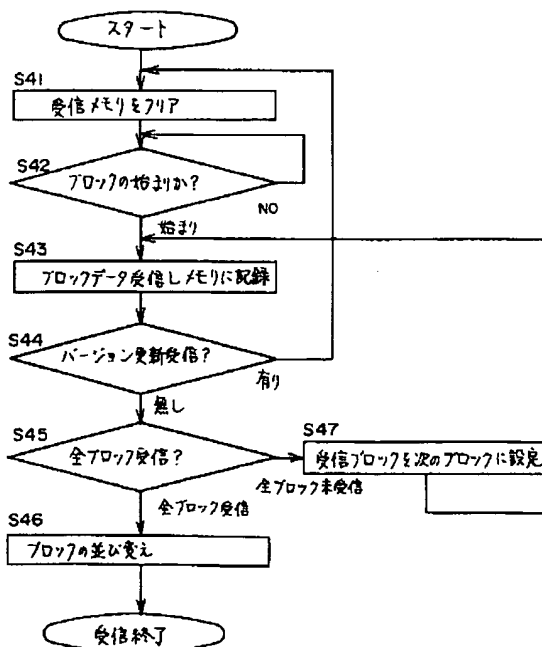 スタート
S41
受信メモリをクリア
S42
ブロックの始まりか?
NO
始まり
S43
ブロックデータ受信しメモリに記録
S44
バージョン更新受信?
有り
無し
S45
全ブロック受信?
全ブロック未受信
S47
受信ブロックを次のブロックに設定
全ブロック受信
S46
ブロックの並び変え
受信終了